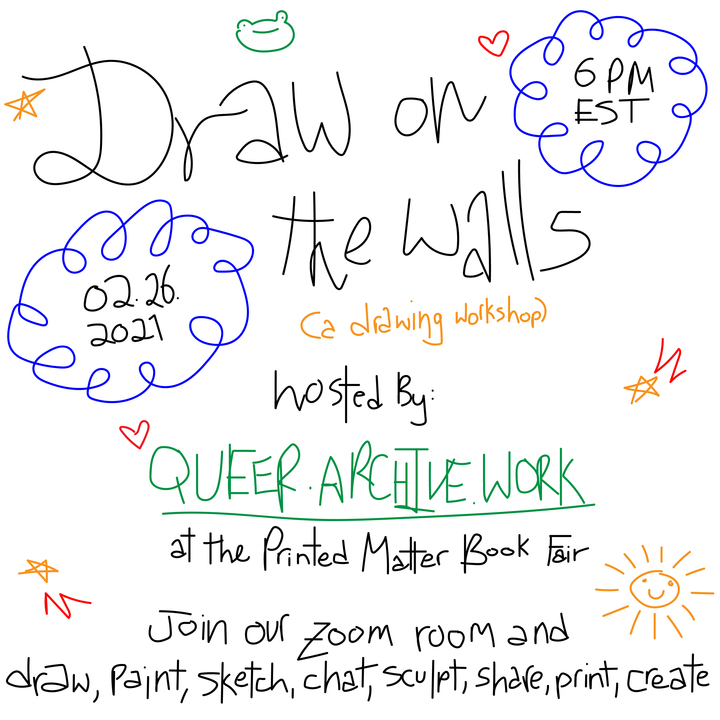 Draw on
6 PM
EST
the walls
02.26.
2021
(a drawing workshop)
hosted By:
QUEER.ARCHIVE.WORK
at the Printed Matter Book Fair
Join our zoom room and
draw, paint, sketch, chat, sculpt, share, print, create